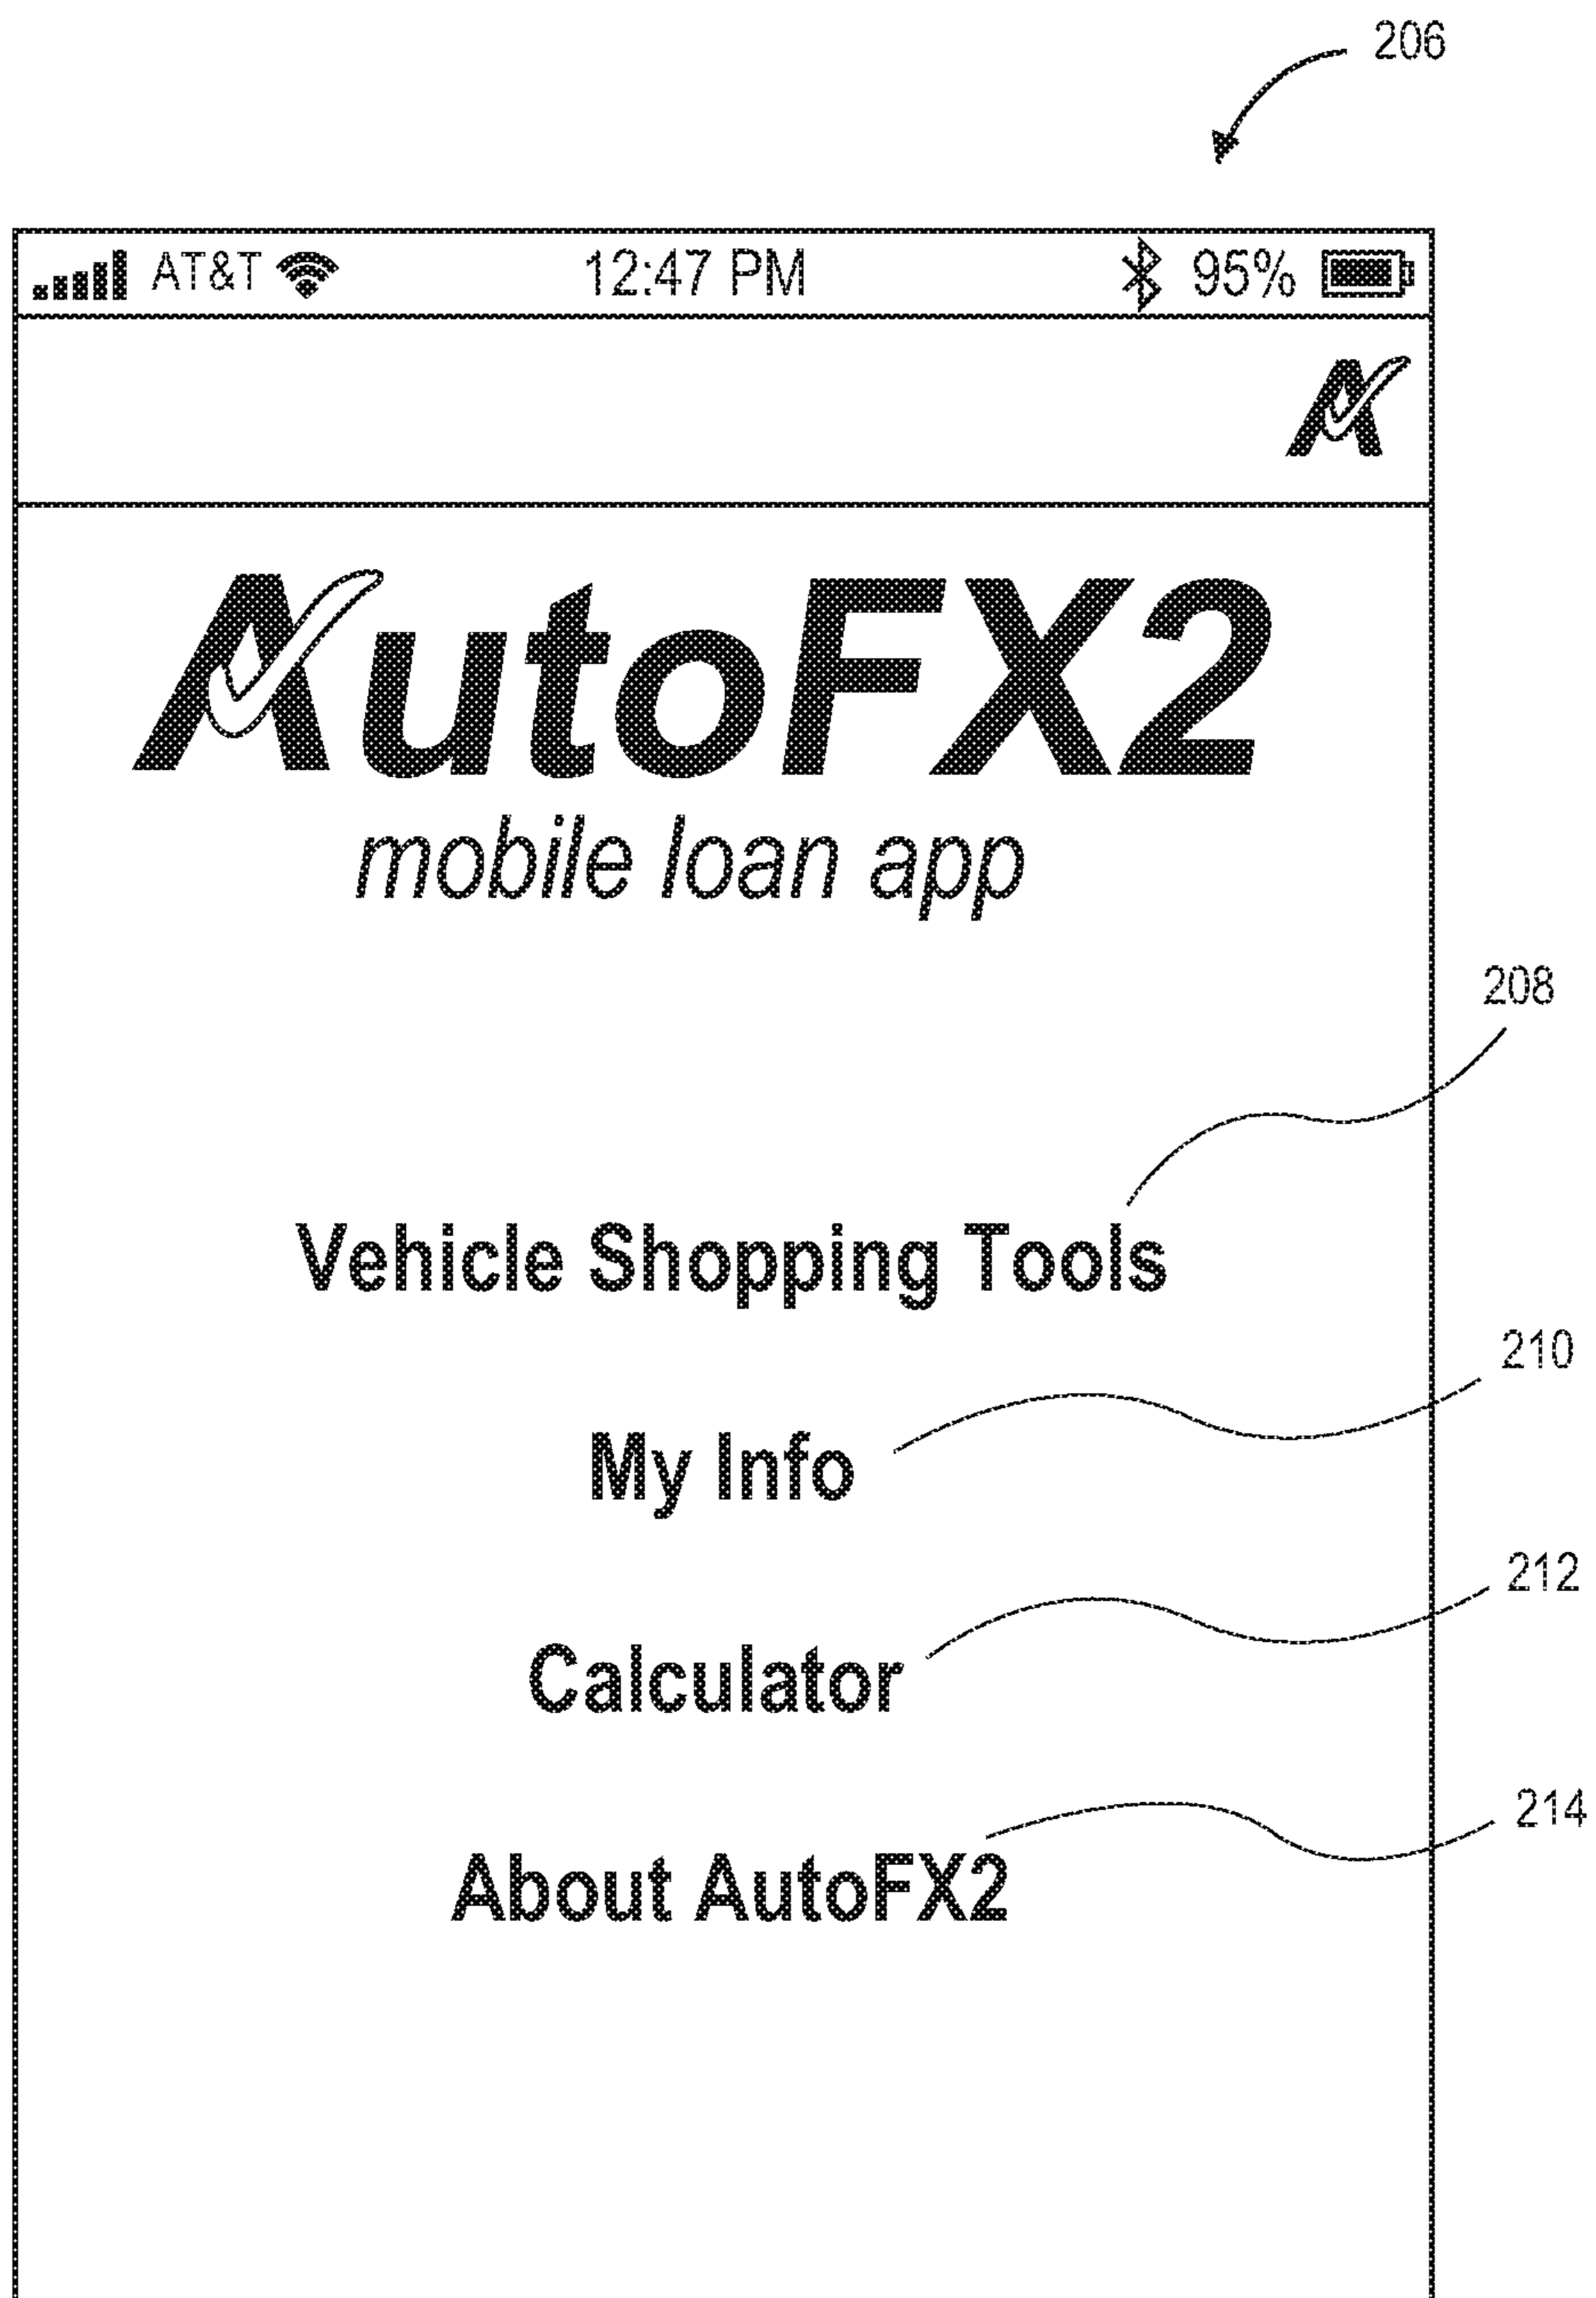 206
AT&T 12:47 PM 95%
AutoFX2
mobile loan app
208
Vehicle Shopping Tools
210
My Info
212
Calculator
214
About AutoFX2